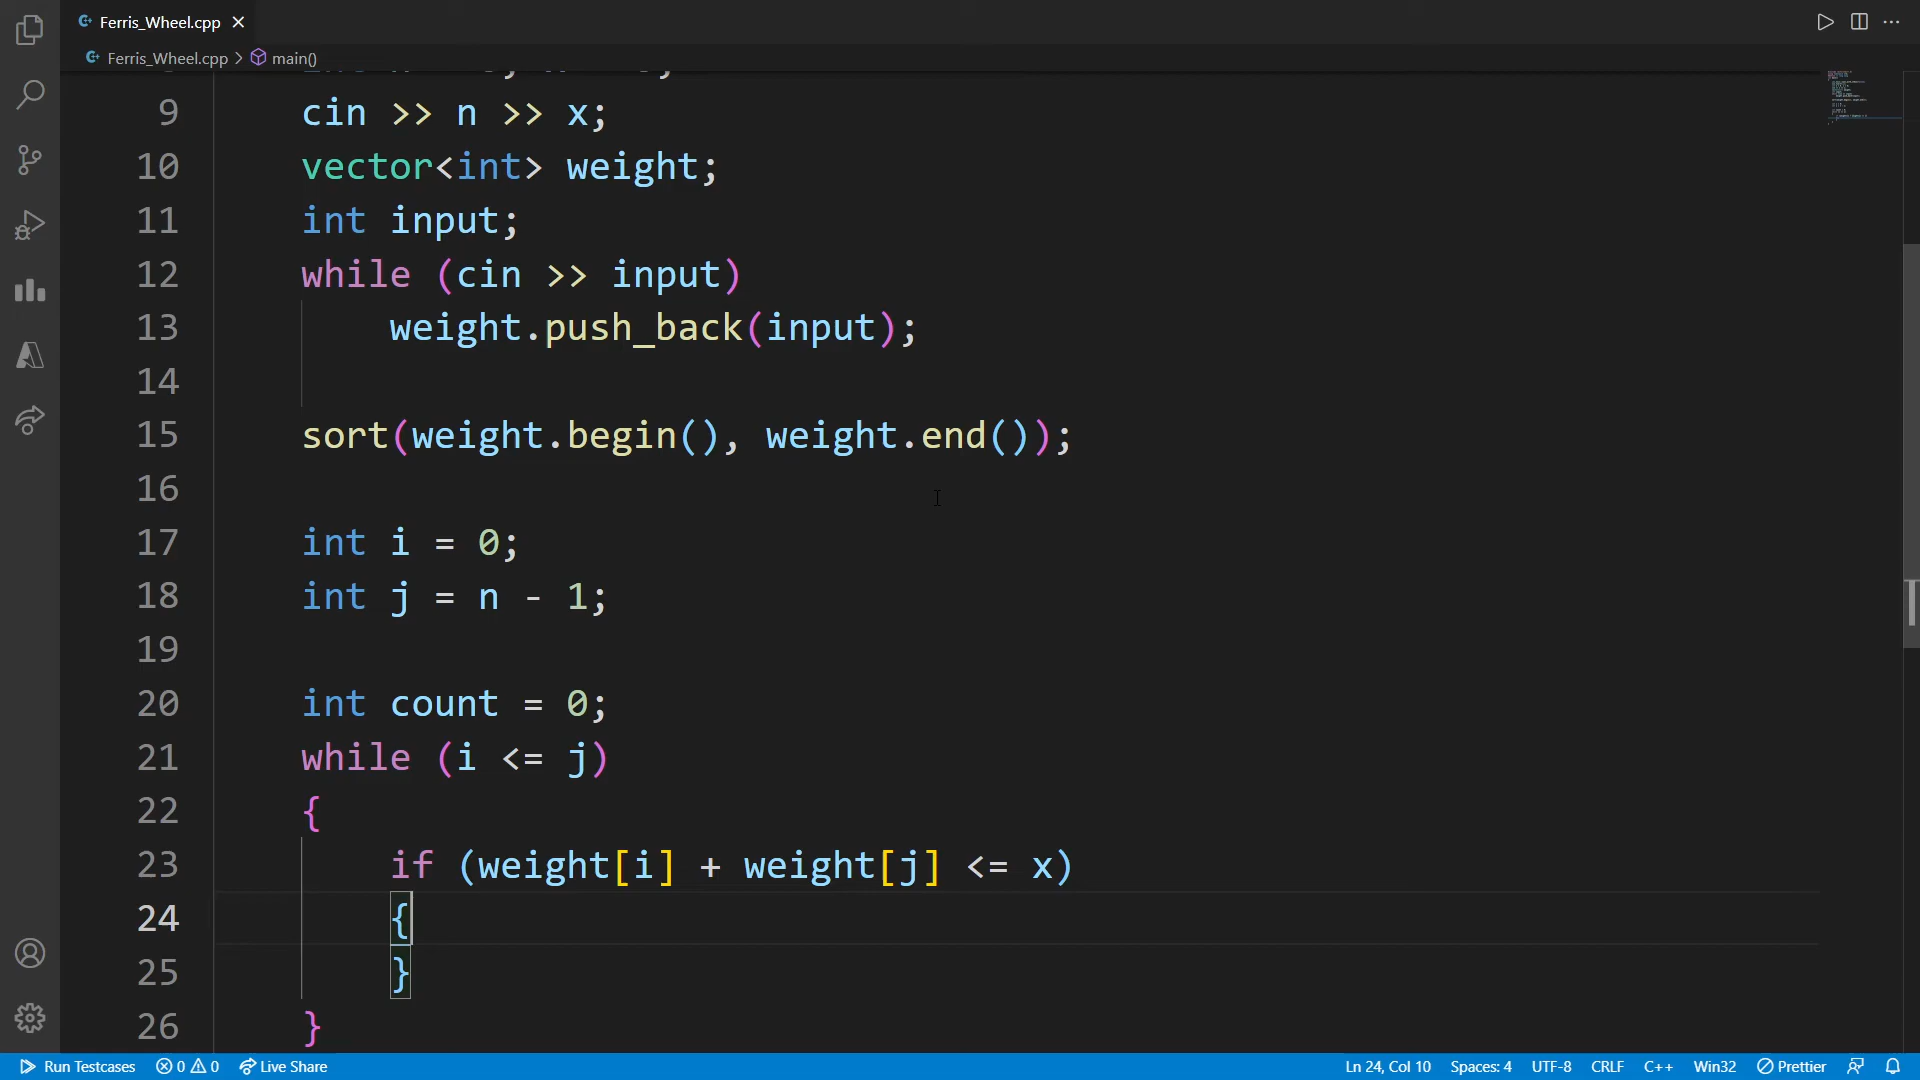 Ferris_Wheel.cpp
Ferris_Wheel.cpp > main()
9 cin >> n >> x;
10 vector<int> weight;
11 int input;
12 while (cin >> input)
13 weight.push_back(input);
14
15 sort(weight.begin(), weight.end());
16
17 int i = 0;
18 int j = n - 1;
19
20 int count = 0;
21 while (i <= j)
22 {
23 if (weight[i] + weight[j] <= x)
24 {
25 }
26 }
Run Testcases 0 0 Live Share Ln 24, Col 10 Spaces: 4 UTF-8 CRLF C++ Win32 Prettier